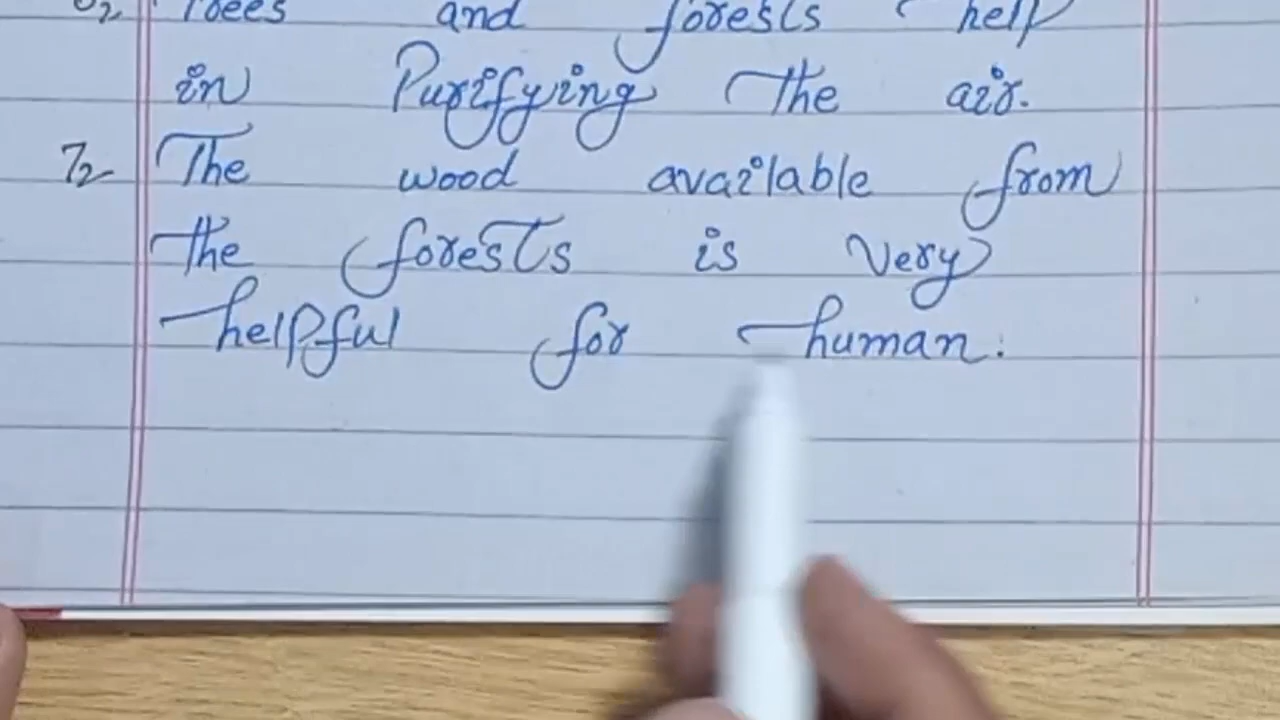 Trees and forests help
in Purifying the air.
7, The wood available from
the forests is very
helpful for human.